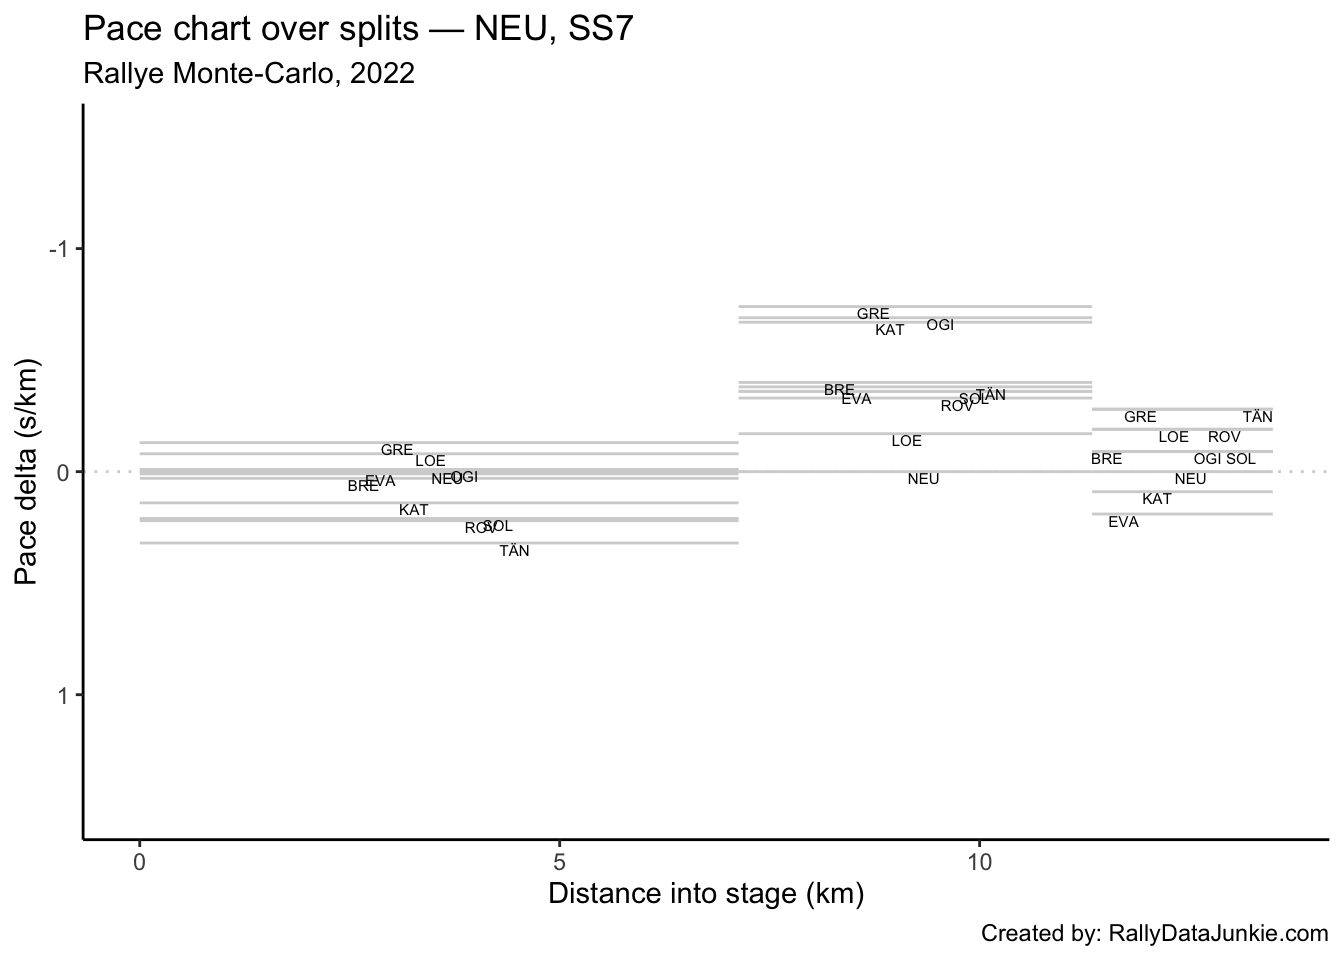 Pace chart over splits — NEU, SS7
Rallye Monte-Carlo, 2022
Pace delta (s/km)
-1
0
1
GRE
LOE
OGI
NEU
EVA
BRE
KAT
SOL
ROV
TÄN
GRE
OGI
KAT
BRE
TÄN
EVA
SOL
ROV
LOE
NEU
GRE TÄN
LOE ROV
BRE OGI SOL
NEU
KAT
EVA
0 5 10
Distance into stage (km)
Created by: RallyDataJunkie.com